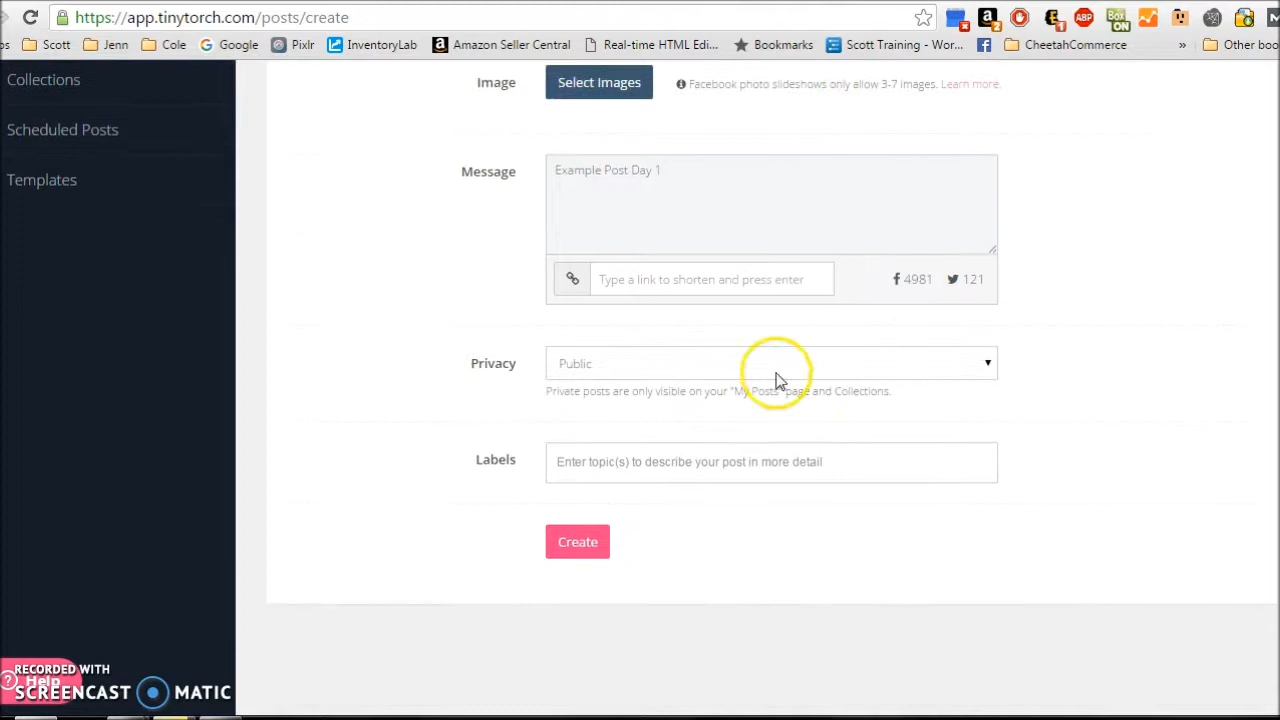 https://app.tinytorch.com/posts/create
Scott
Jenn
Cole
Google
Pixlr
InventoryLab
Amazon Seller Central
Real-time HTML Edi...
Bookmarks
Scott Training - Wor...
CheetahCommerce
»
Other boo
Collections
Scheduled Posts
Templates
Image
Select Images
Facebook photo slideshows only allow 3-7 images. Learn more.
Message
Example Post Day 1
Type a link to shorten and press enter
4981
121
Privacy
Public
Private posts are only visible on your "My Posts" page and Collections.
Labels
Enter topic(s) to describe your post in more detail
Create
Help
RECORDED WITH
SCREENCAST MATIC